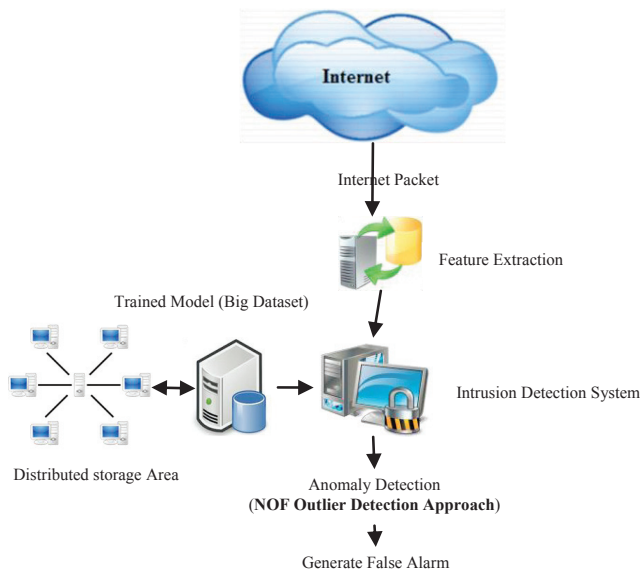 Internet
Internet Packet
Feature Extraction
Trained Model (Big Dataset)
Intrusion Detection System
Distributed storage Area
Anomaly Detection
(NOF Outlier Detection Approach)
Generate False Alarm